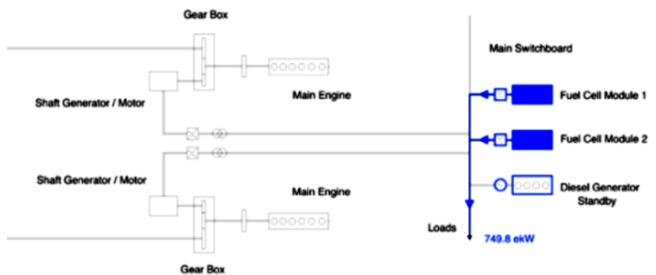 Gear Box
Main Switchboard
Main Engine
Fuel Cell Module 1
Shaft Generator / Motor
Fuel Cell Module 2
Shaft Generator / Motor
Main Engine
Diesel Generator
Standby
Loads
749.8 ekW
Gear Box